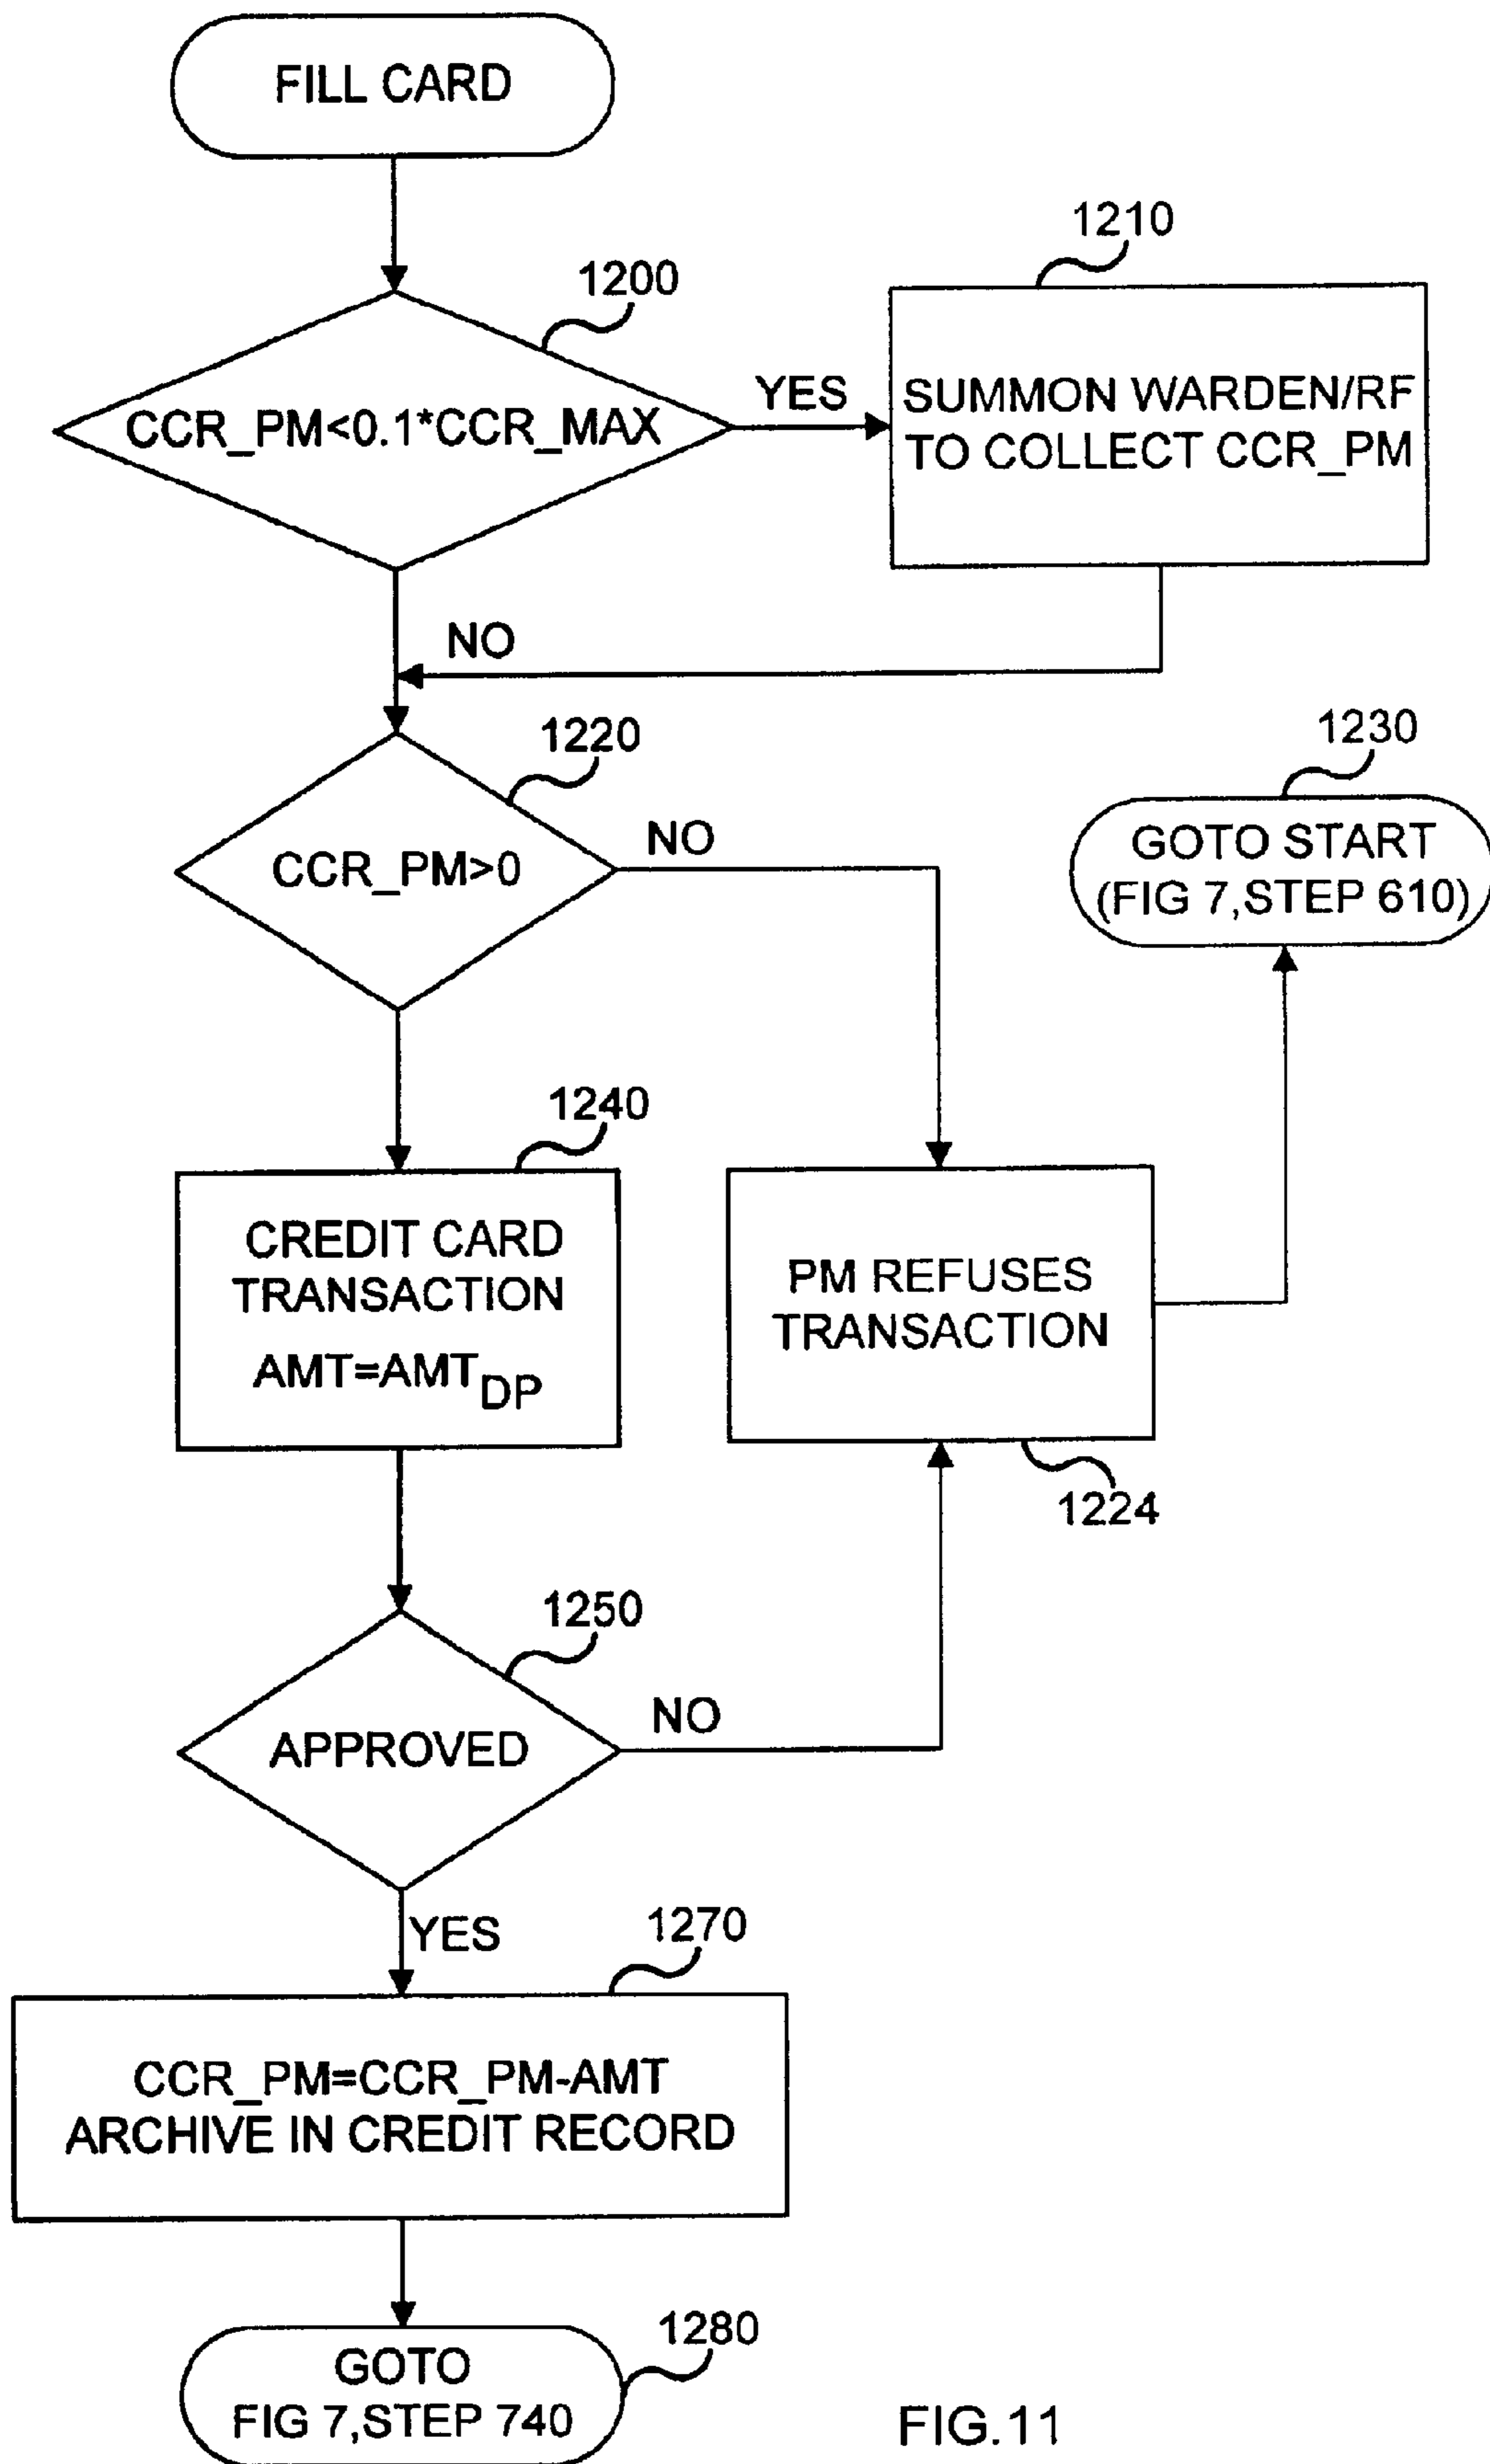 FILL CARD
1200
1210
CCR_PM<0.1*CCR_MAX
YES
SUMMON WARDEN/RF
TO COLLECT CCR_PM
NO
1220
1230
CCR_PM>0
NO
GOTO START
(FIG 7,STEP 610)
1240
CREDIT CARD
TRANSACTION
AMT=AMT_DP
PM REFUSES
TRANSACTION
1224
1250
APPROVED
NO
YES
1270
CCR_PM=CCR_PM-AMT
ARCHIVE IN CREDIT RECORD
1280
GOTO
FIG 7,STEP 740
FIG.11